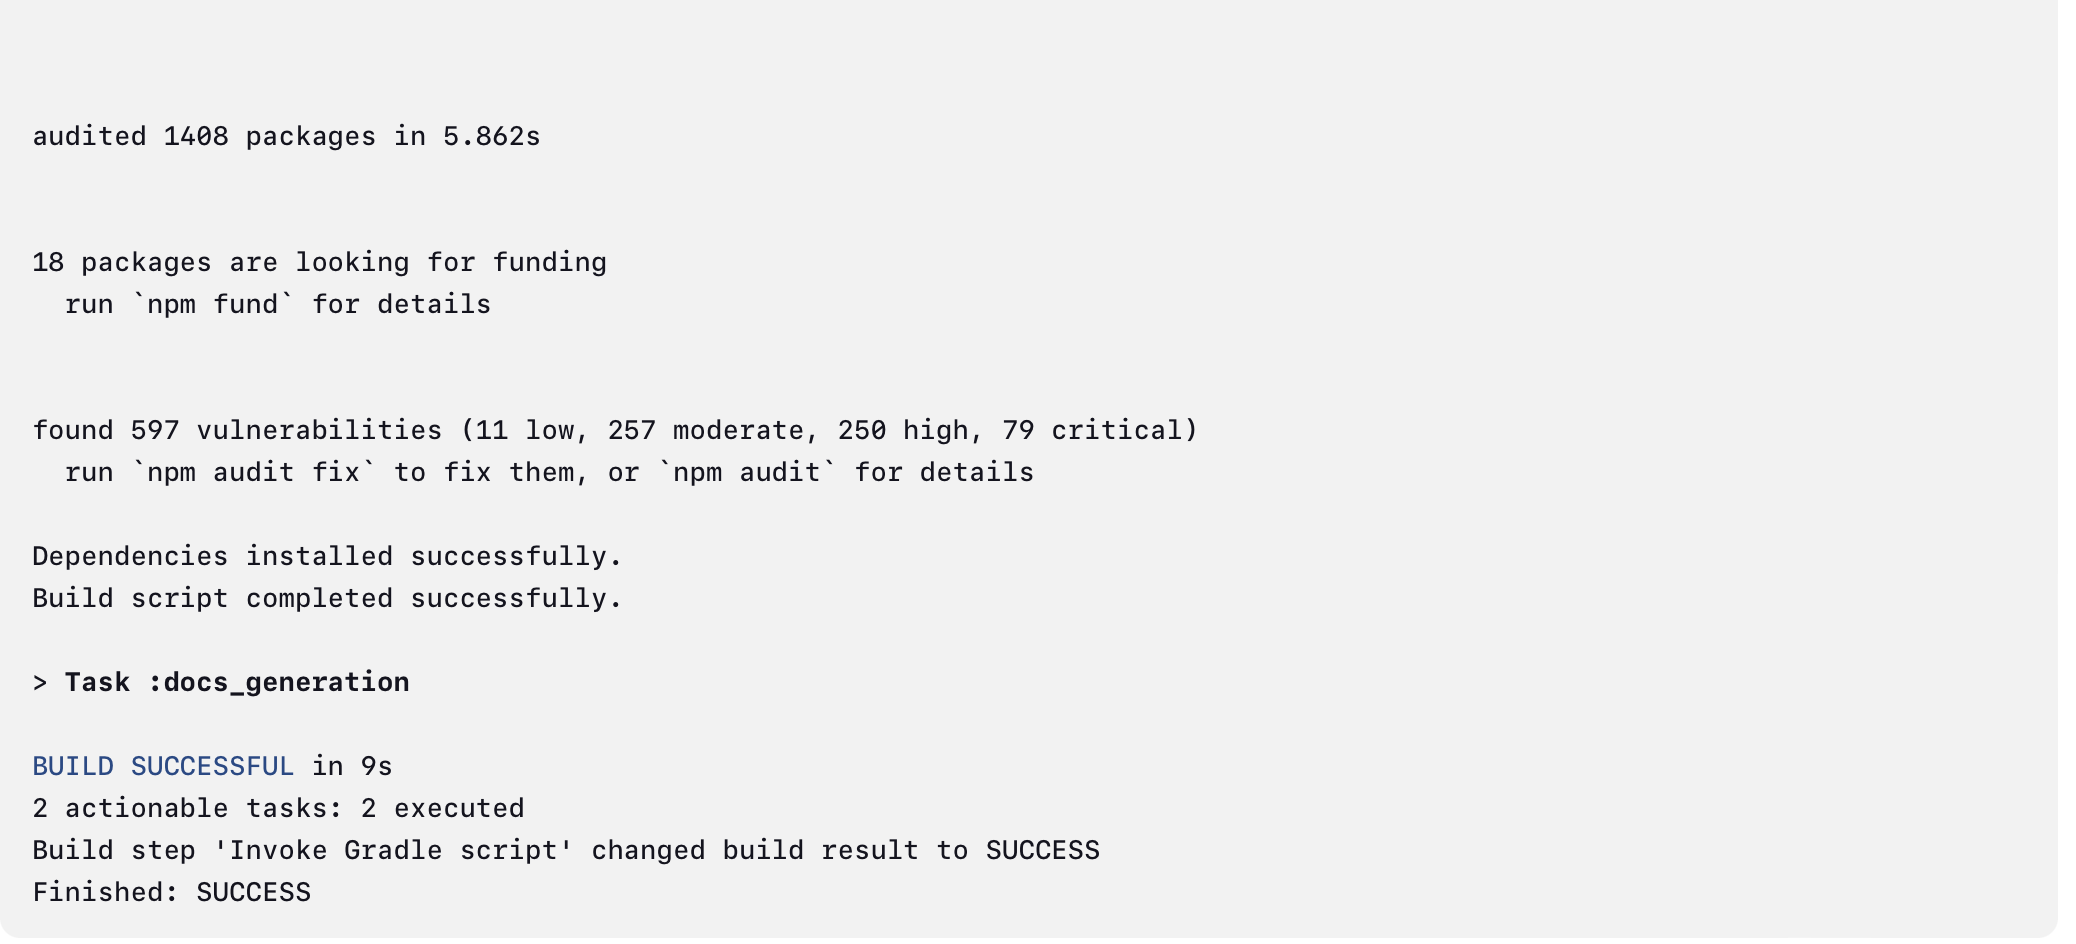 audited 1408 packages in 5.862s
18 packages are looking for funding
  run `npm fund` for details
found 597 vulnerabilities (11 low, 257 moderate, 250 high, 79 critical)
  run `npm audit fix` to fix them, or `npm audit` for details
Dependencies installed successfully.
Build script completed successfully.
> Task :docs_generation
BUILD SUCCESSFUL in 9s
2 actionable tasks: 2 executed
Build step 'Invoke Gradle script' changed build result to SUCCESS
Finished: SUCCESS